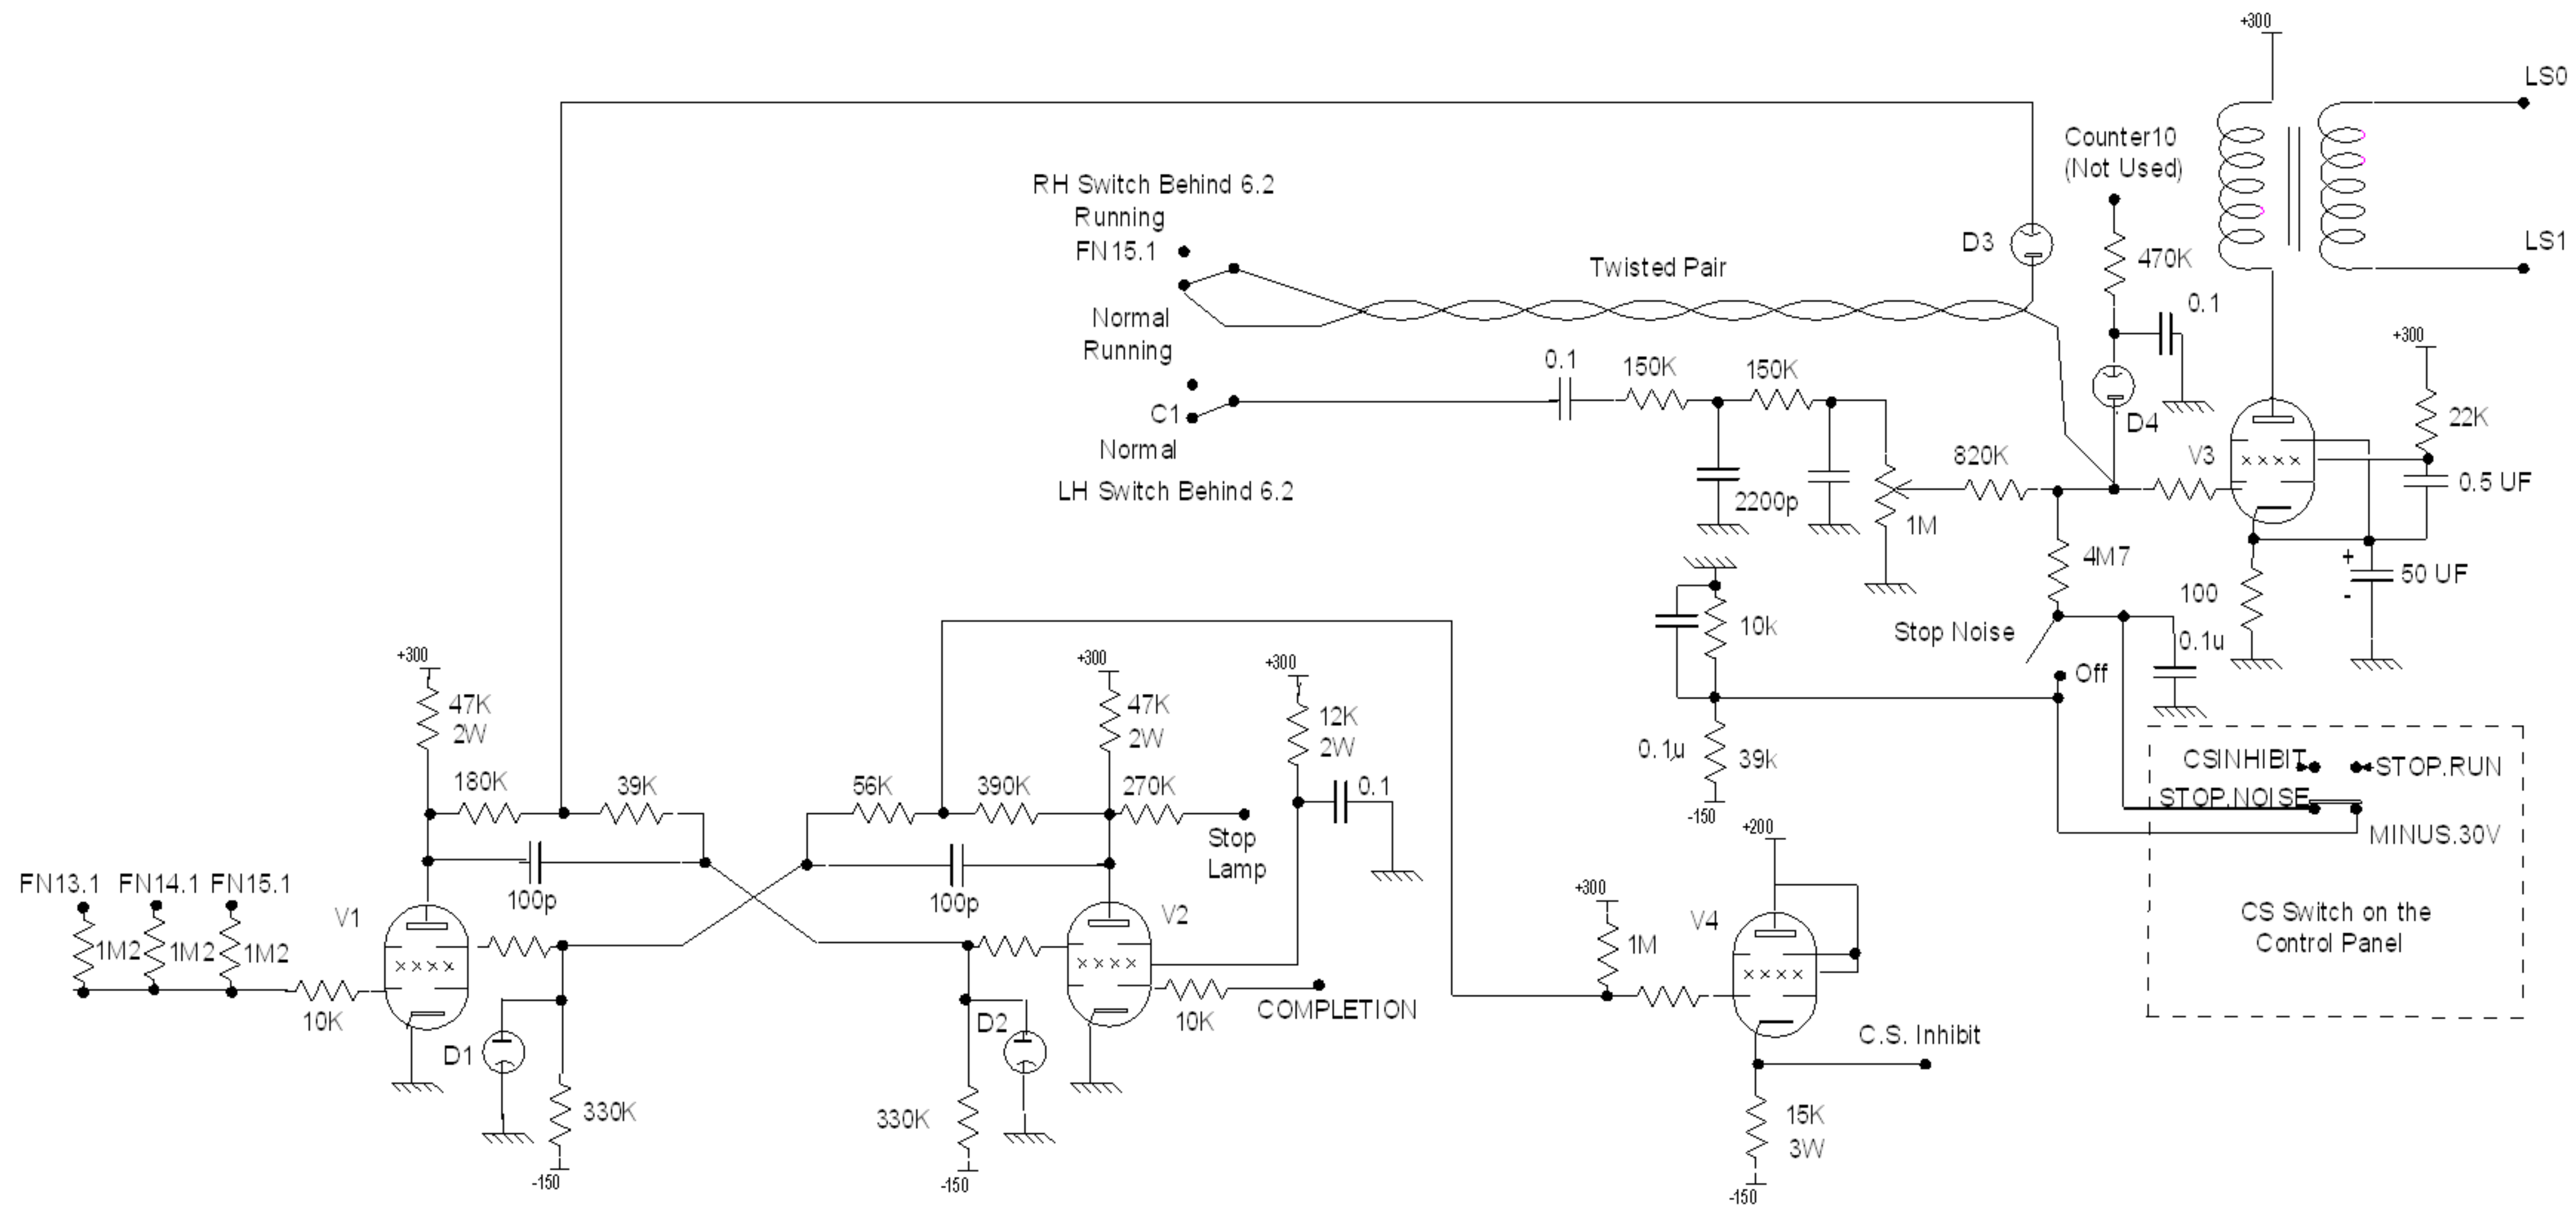 +300
LS0
Counter10
(Not Used)
RH Switch Behind 6.2
Running
FN15.1
D3
LS1
Twisted Pair
470K
0.1
Normal
Running
+300
0.1
150K
150K
C1
D4
22K
Normal
V3
820K
LH Switch Behind 6.2
2200p
0.5 UF
1M
4M7
+
50 UF
-
100
10k
Stop Noise
0.1u
+300
+300
+300
Off
47K
2W
47K
2W
12K
2W
0.1u
39k
CSINHIBIT
STOP.RUN
180K
39K
56K
390K
270K
0.1
STOP.NOISE
-150
+200
MINUS.30V
Stop
Lamp
FN13.1 FN14.1 FN15.1
100p
100p
+300
V1
V2
V4
CS Switch on the
Control Panel
1M2
1M2
1M2
1M
10K
10K
COMPLETION
D1
D2
C.S. Inhibit
330K
330K
15K
3W
-150
-150
-150